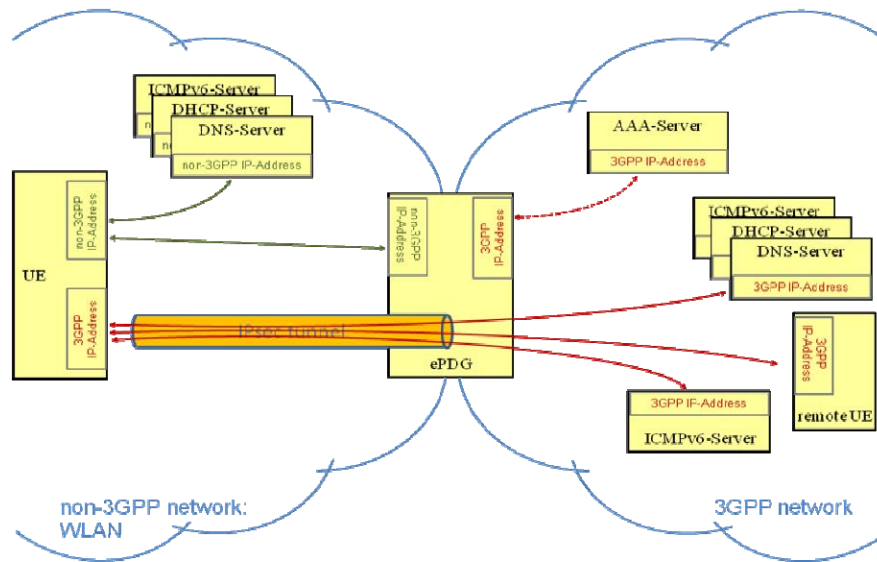 ICMPv6-Server
DHCP-Server
DNS-Server
no
no
non-3GPP IP-Address
AAA-Server
3GPP IP-Address
UE
non-3GPP
IP-Address
3GPP
IP-Address
non-3GPP
IP-Address
3GPP
IP-Address
IPsec tunnel
ePDG
ICMPv6-Server
DHCP-Server
DNS-Server
3GPP IP-Address
3GPP
IP-Address
remote UE
3GPP IP-Address
ICMPv6-Server
non-3GPP network:
WLAN
3GPP network